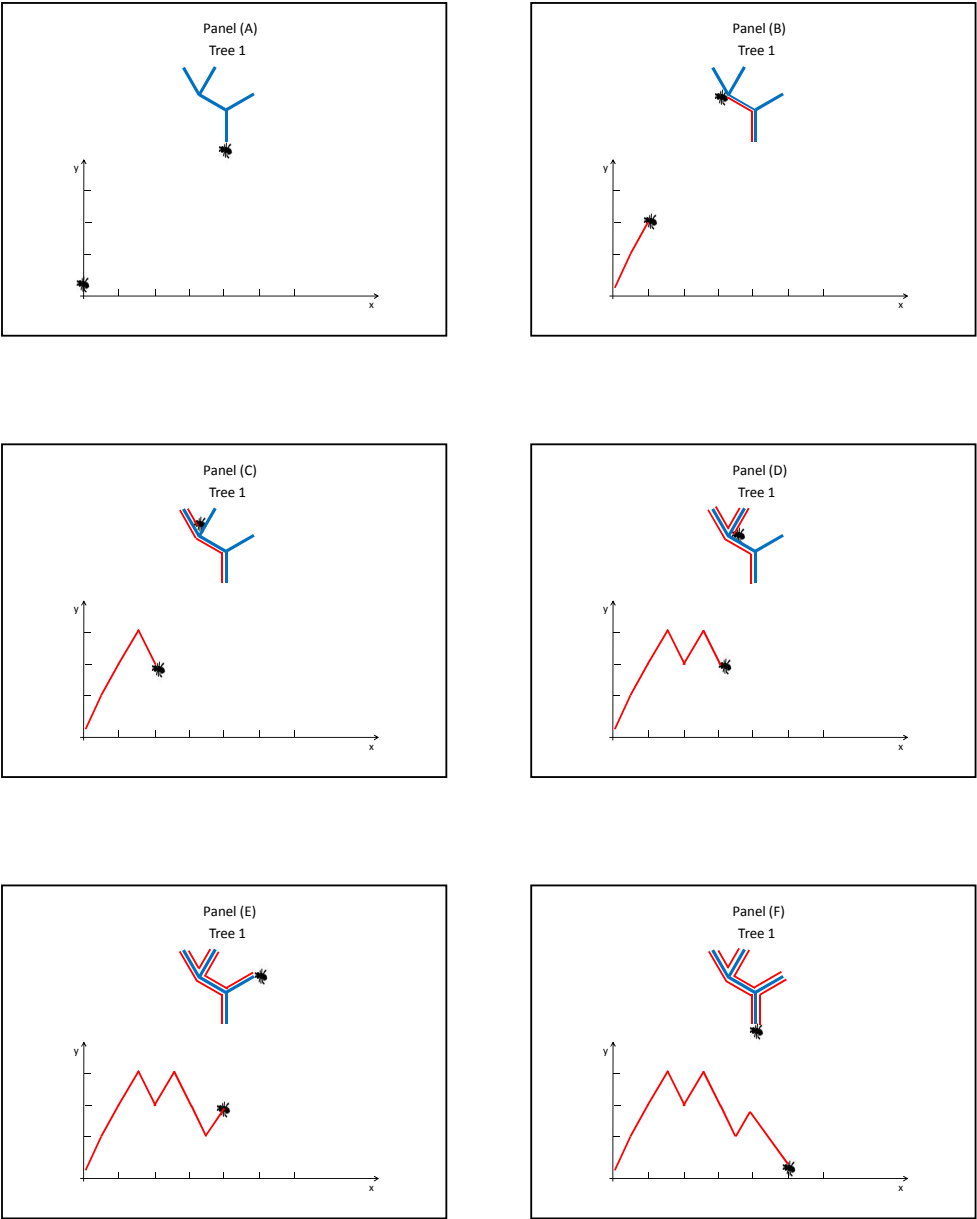 Panel (A)
Tree 1
y
x
Panel (B)
Tree 1
y
x
Panel (C)
Tree 1
y
x
Panel (D)
Tree 1
y
x
Panel (E)
Tree 1
y
x
Panel (F)
Tree 1
y
x